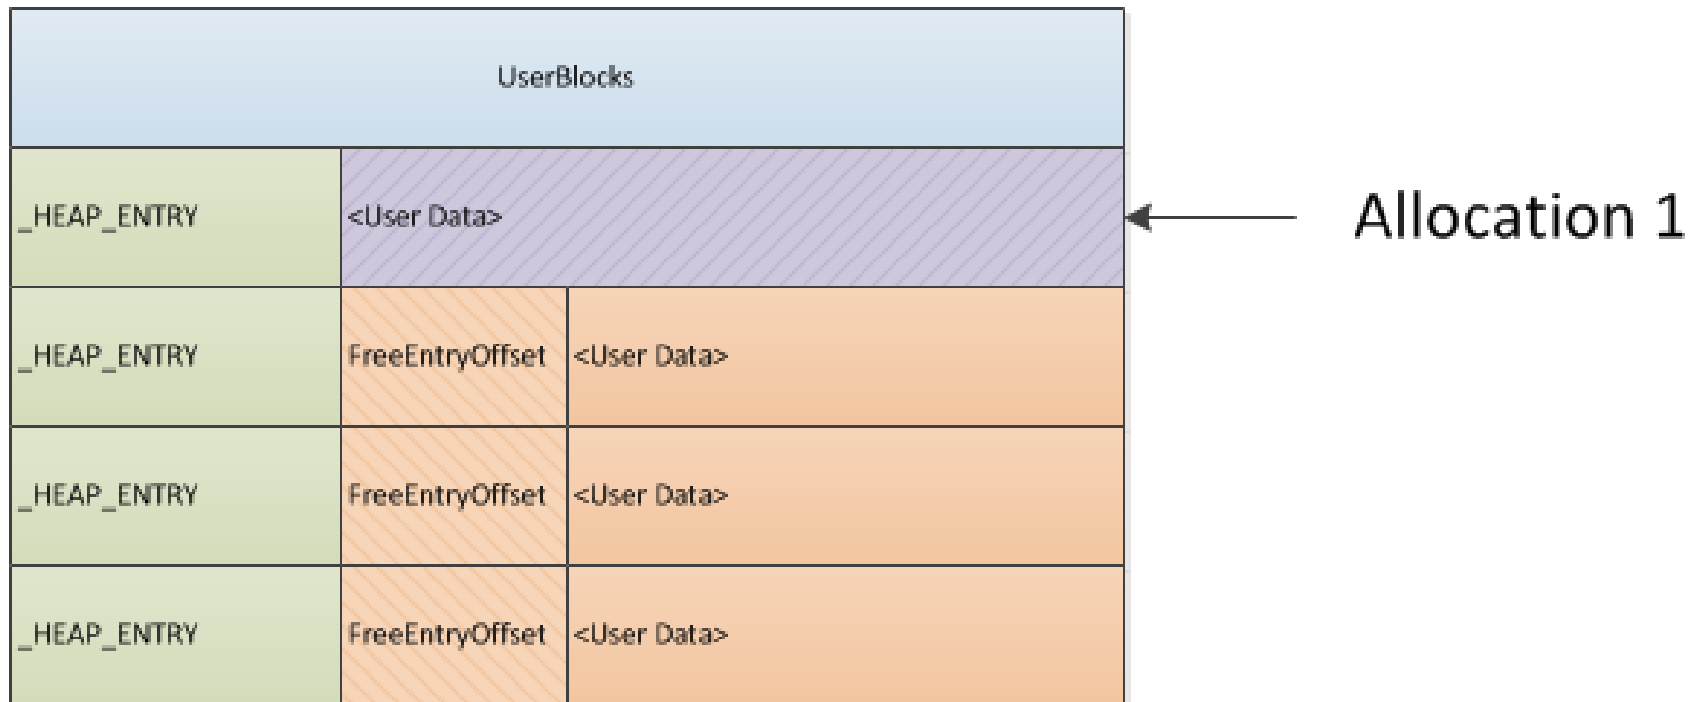 UserBlocks
_HEAP_ENTRY <User Data> Allocation 1
_HEAP_ENTRY FreeEntryOffset <User Data>
_HEAP_ENTRY FreeEntryOffset <User Data>
_HEAP_ENTRY FreeEntryOffset <User Data>